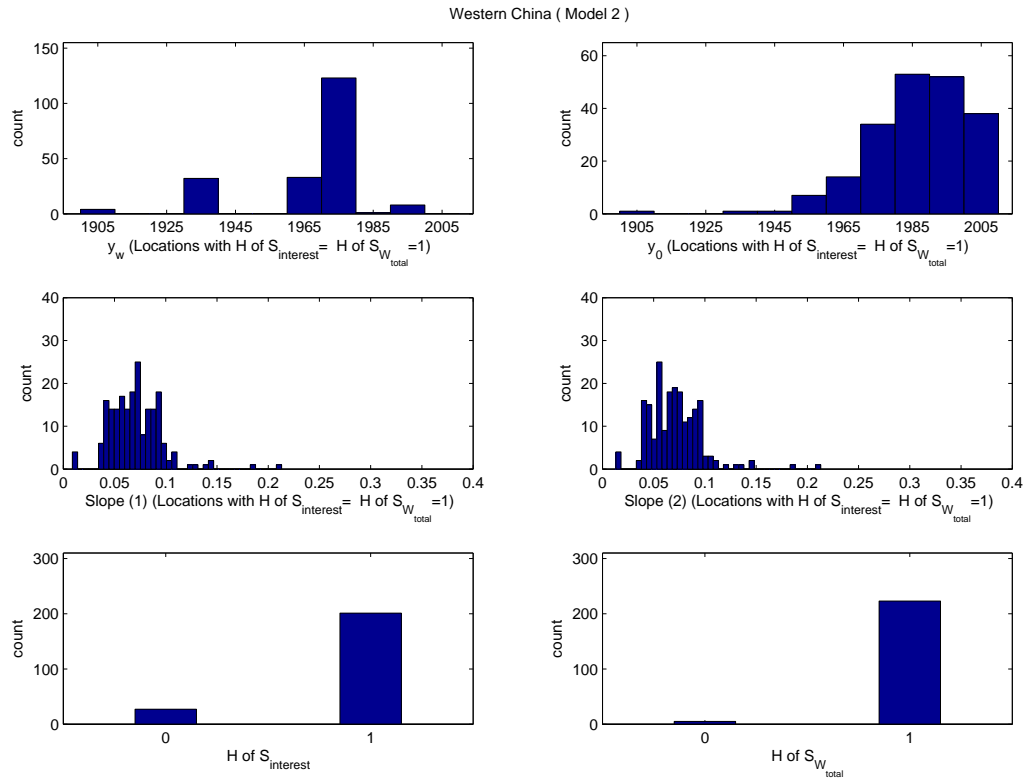 Western China ( Model 2 )
150
100
50
0
count
1905 1925 1945 1965 1985 2005
y_w (Locations with H of S_interest= H of S_W_total =1)
60
40
20
0
count
1905 1925 1945 1965 1985 2005
y_0 (Locations with H of S_interest= H of S_W_total =1)
40
30
20
10
0
count
0 0.05 0.1 0.15 0.2 0.25 0.3 0.35 0.4
Slope (1) (Locations with H of S_interest= H of S_W_total =1)
40
30
20
10
0
count
0 0.05 0.1 0.15 0.2 0.25 0.3 0.35 0.4
Slope (2) (Locations with H of S_interest= H of S_W_total =1)
300
200
100
0
count
0 1
H of S_interest
300
200
100
0
count
0 1
H of S_W_total